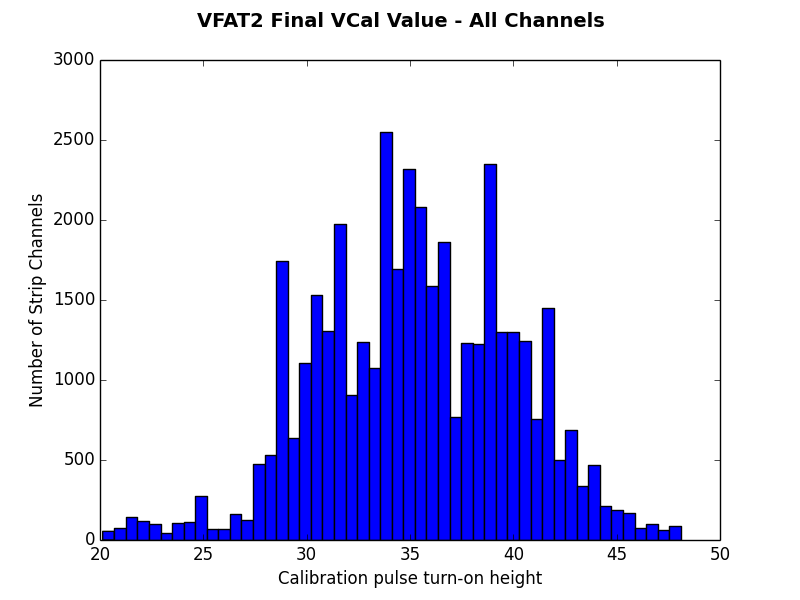 VFAT2 Final VCal Value - All Channels
3000
2500
2000
1500
1000
500
0
Number of Strip Channels
20 25 30 35 40 45 50
Calibration pulse turn-on height